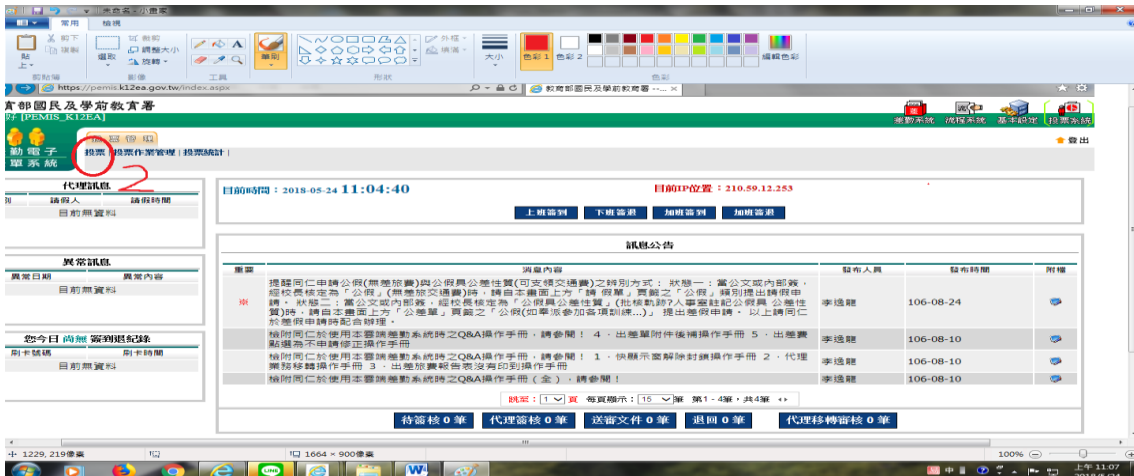 未命名 - 小畫家
常用 檢視
貼上
剪下
複製
選取
裁剪
調整大小
旋轉
筆刷
外框
填滿
大小
色彩 1
色彩 2
編輯色彩
剪貼簿 影像 工具 形狀 色彩
https://pemis.k12ea.gov.tw/index.aspx
教育部國民及學前教育署 --...
育部國民及學前教育署
好 [PEMIS_K12EA]
差勤系統 流程系統 基本設定 投票系統
勤電子
單系統
投票 | 投票作業管理 | 投票統計 |
登出
2
代理訊息
請假人 請假時間
目前無資料
目前時間：2018-05-24 11:04:40 目前IP位置：210.59.12.253
上班簽到 下班簽退 加班簽到 加班簽退
異常訊息
異常日期 異常內容
目前無資料
您今日 尚無 簽到退紀錄
刷卡號碼 刷卡時間
目前無資料
訊息公告
重要 消息內容 發布人員 發布時間 附檔
※
提醒同仁申請公假(無差旅費)與公假具公差性質(可支領交通費)之辨別方式： 狀態一：當公文或內部簽，
經校長核定為「公假」(無差旅交通費)時，請自本畫面上方「請 假單」頁籤之「公假」類別提出請假申
請。 狀態二：當公文或內部簽，經校長核定為「公假具公差性質」(批核軌跡?人事室註記公假具 公差性
質)時，請自本畫面上方「公差單」頁籤之「公假(如奉派參加各項訓練...)」 提出差假申請。 以上請同仁
於差假申請時配合辦理。
李逸龍 106-08-24
檢附同仁於使用本雲端差勤系統時之Q&A操作手冊，請參閱！ 4．出差單附件後補操作手冊 5．出差費
點選為不申請修正操作手冊
李逸龍 106-08-10
檢附同仁於使用本雲端差勤系統時之Q&A操作手冊，請參閱！ 1．快顯示窗解除封鎖操作手冊 2．代理
業務移轉操作手冊 3．出差旅費報告表沒有印到操作手冊
李逸龍 106-08-10
檢附同仁於使用本雲端差勤系統時之Q&A操作手冊（全），請參閱！
李逸龍 106-08-10
跳至： 1 頁 每頁顯示： 15 筆 第1 - 4筆，共4筆
待簽核 0 筆 代理簽核 0 筆 送審文件 0 筆 退回 0 筆 代理移轉審核 0 筆
1229, 219像素
1664 × 900像素
100%
上午 11:07
2018/5/24